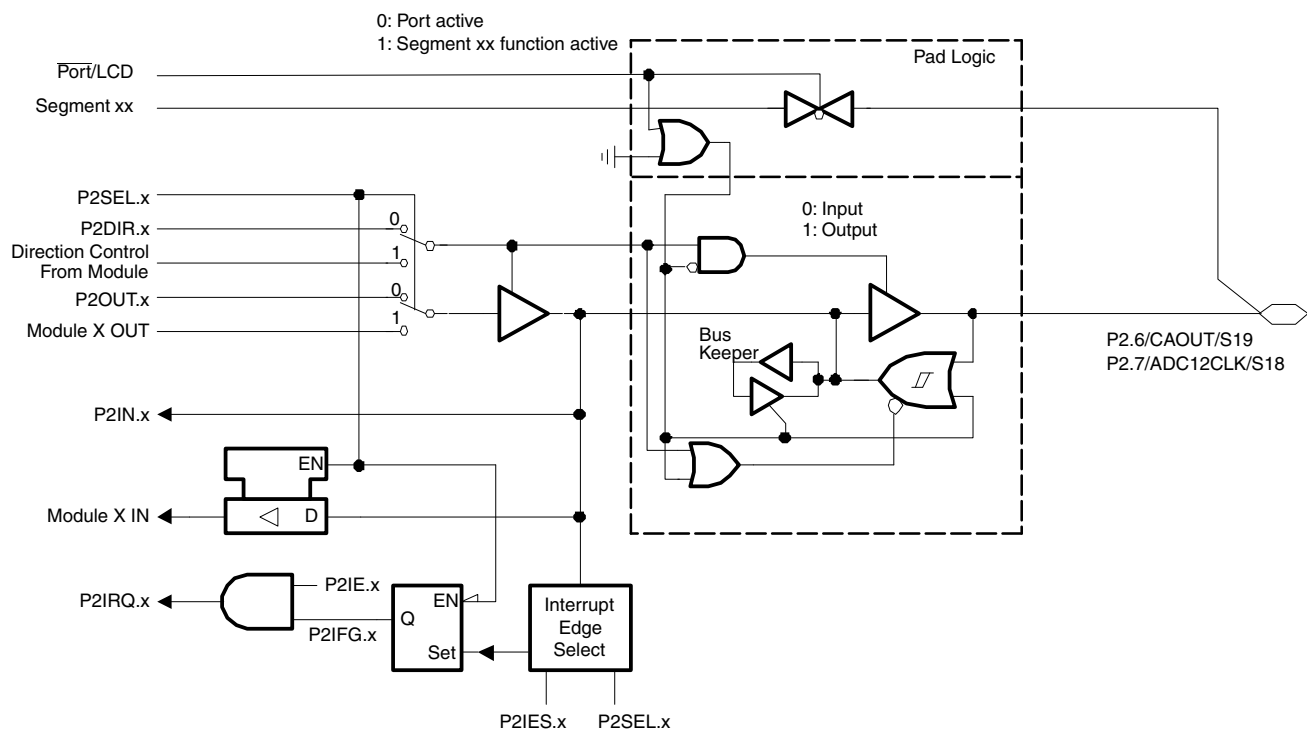 0: Port active
1: Segment xx function active
Pad Logic
Port/LCD
Segment xx
P2SEL.x
P2DIR.x
0
Direction Control
From Module
1
P2OUT.x
0
Module X OUT
1
0: Input
1: Output
Bus
Keeper
P2.6/CAOUT/S19
P2.7/ADC12CLK/S18
P2IN.x
EN
Module X IN
D
P2IRQ.x
P2IE.x
P2IFG.x
EN
Q
Set
Interrupt
Edge
Select
P2IES.x
P2SEL.x